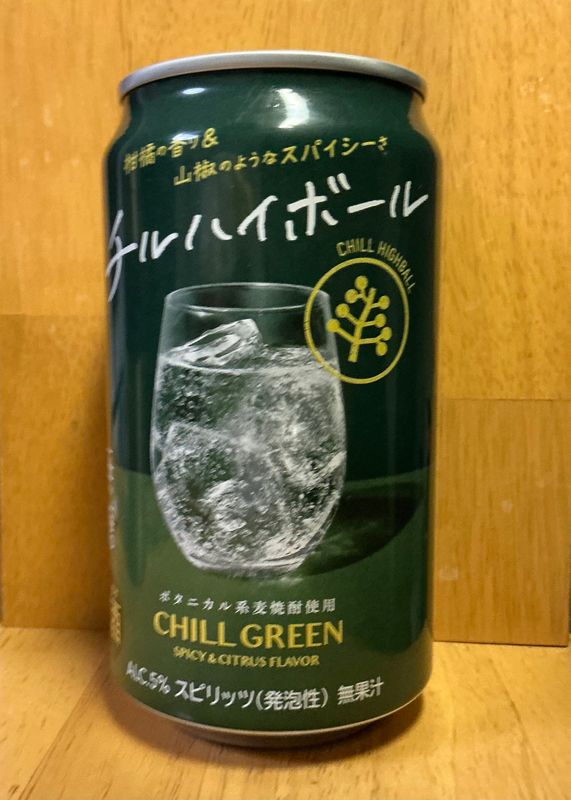 柑橘の香り&
山椒のようなスパイシーさ
チルハイボール
CHILL HIGHBALL
ボタニカル系麦焼酎使用
CHILL GREEN
SPICY & CITRUS FLAVOR
ALC.5% スピリッツ(発泡性) 無果汁